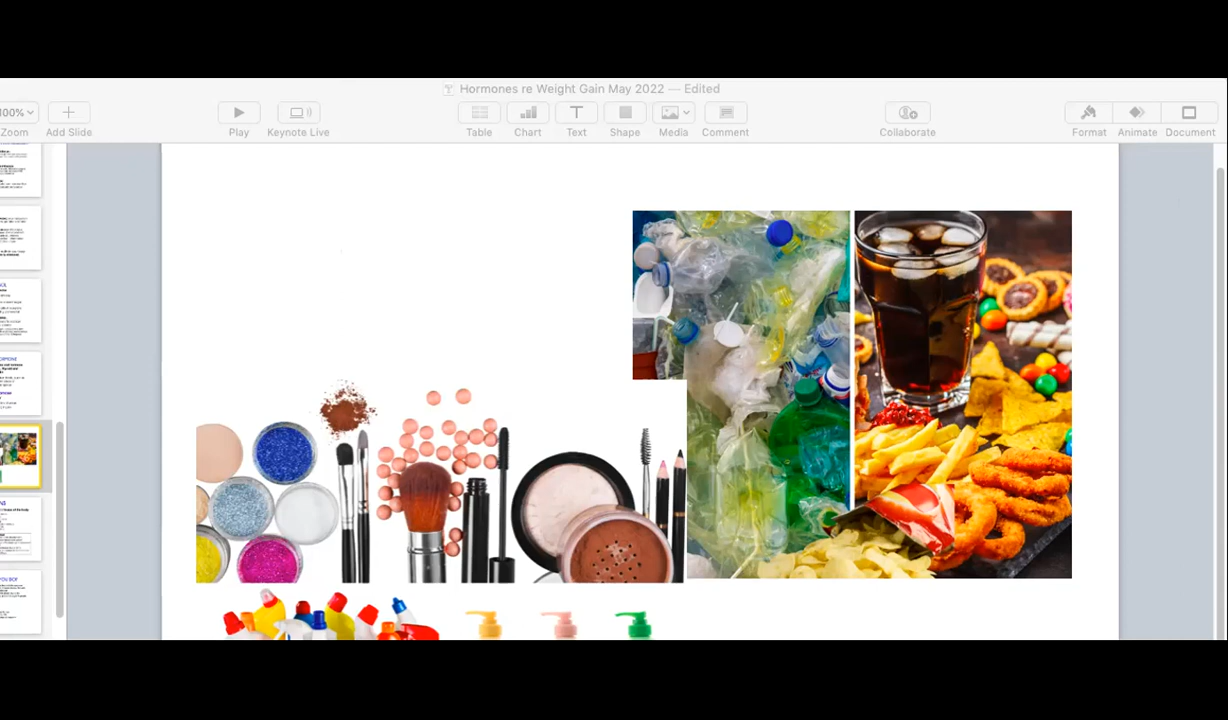 Hormones re Weight Gain May 2022 — Edited
100%
Zoom
Add Slide
Play
Keynote Live
Table
Chart
Text
Shape
Media
Comment
Collaborate
Format
Animate
Document